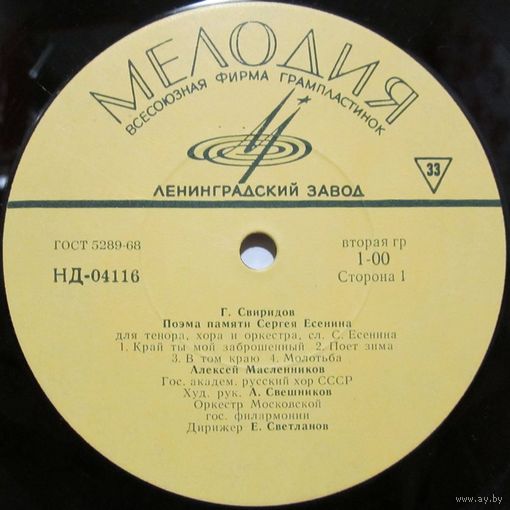 МЕЛОДИЯ
ВСЕСОЮЗНАЯ ФИРМА ГРАМПЛАСТИНОК
33
ЛЕНИНГРАДСКИЙ ЗАВОД
ГОСТ 5289-68
вторая гр
НД-04116
1-00
Сторона 1
Г. Свиридов
Поэма памяти Сергея Есенина
для тенора, хора и оркестра, сл. С. Есенина
1. Край ты мой заброшенный 2. Поет зима
3. В том краю 4. Молотьба
Алексей Масленников
Гос. академ. русский хор СССР
Худ. рук. А. Свешников
Оркестр Московской
гос. филармонии
Дирижер Е. Светланов
www.ay.by